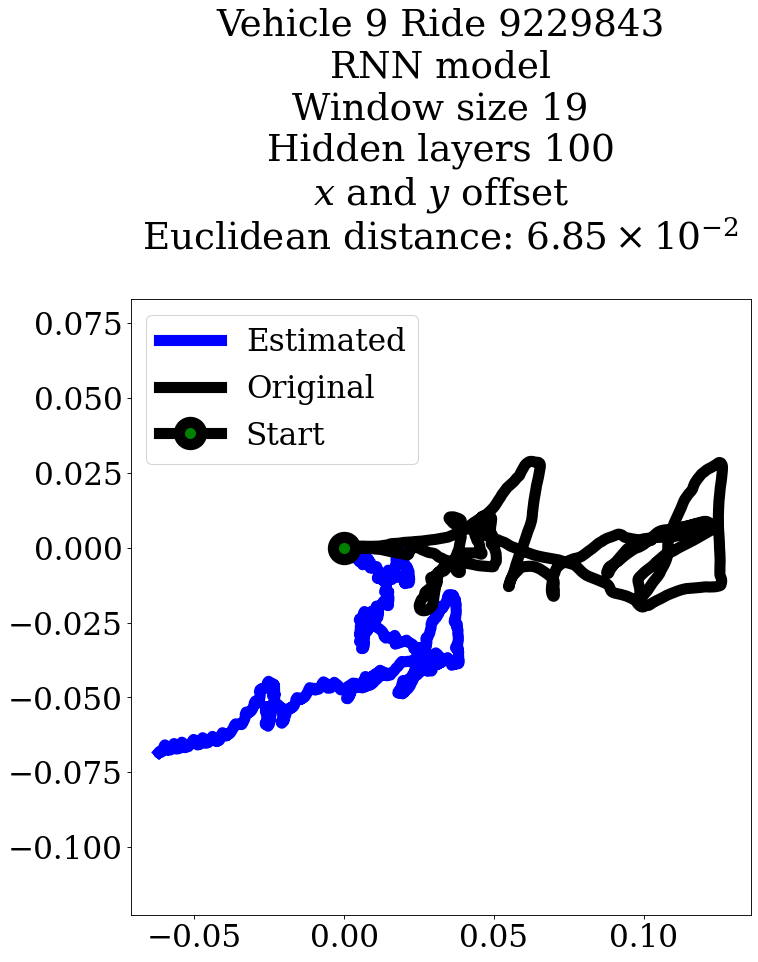 Vehicle 9 Ride 9229843
RNN model
Window size 19
Hidden layers 100
x and y offset
Euclidean distance: 6.85 × 10⁻²
Estimated
Original
Start
0.075
0.050
0.025
0.000
−0.025
−0.050
−0.075
−0.100
−0.05 0.00 0.05 0.10